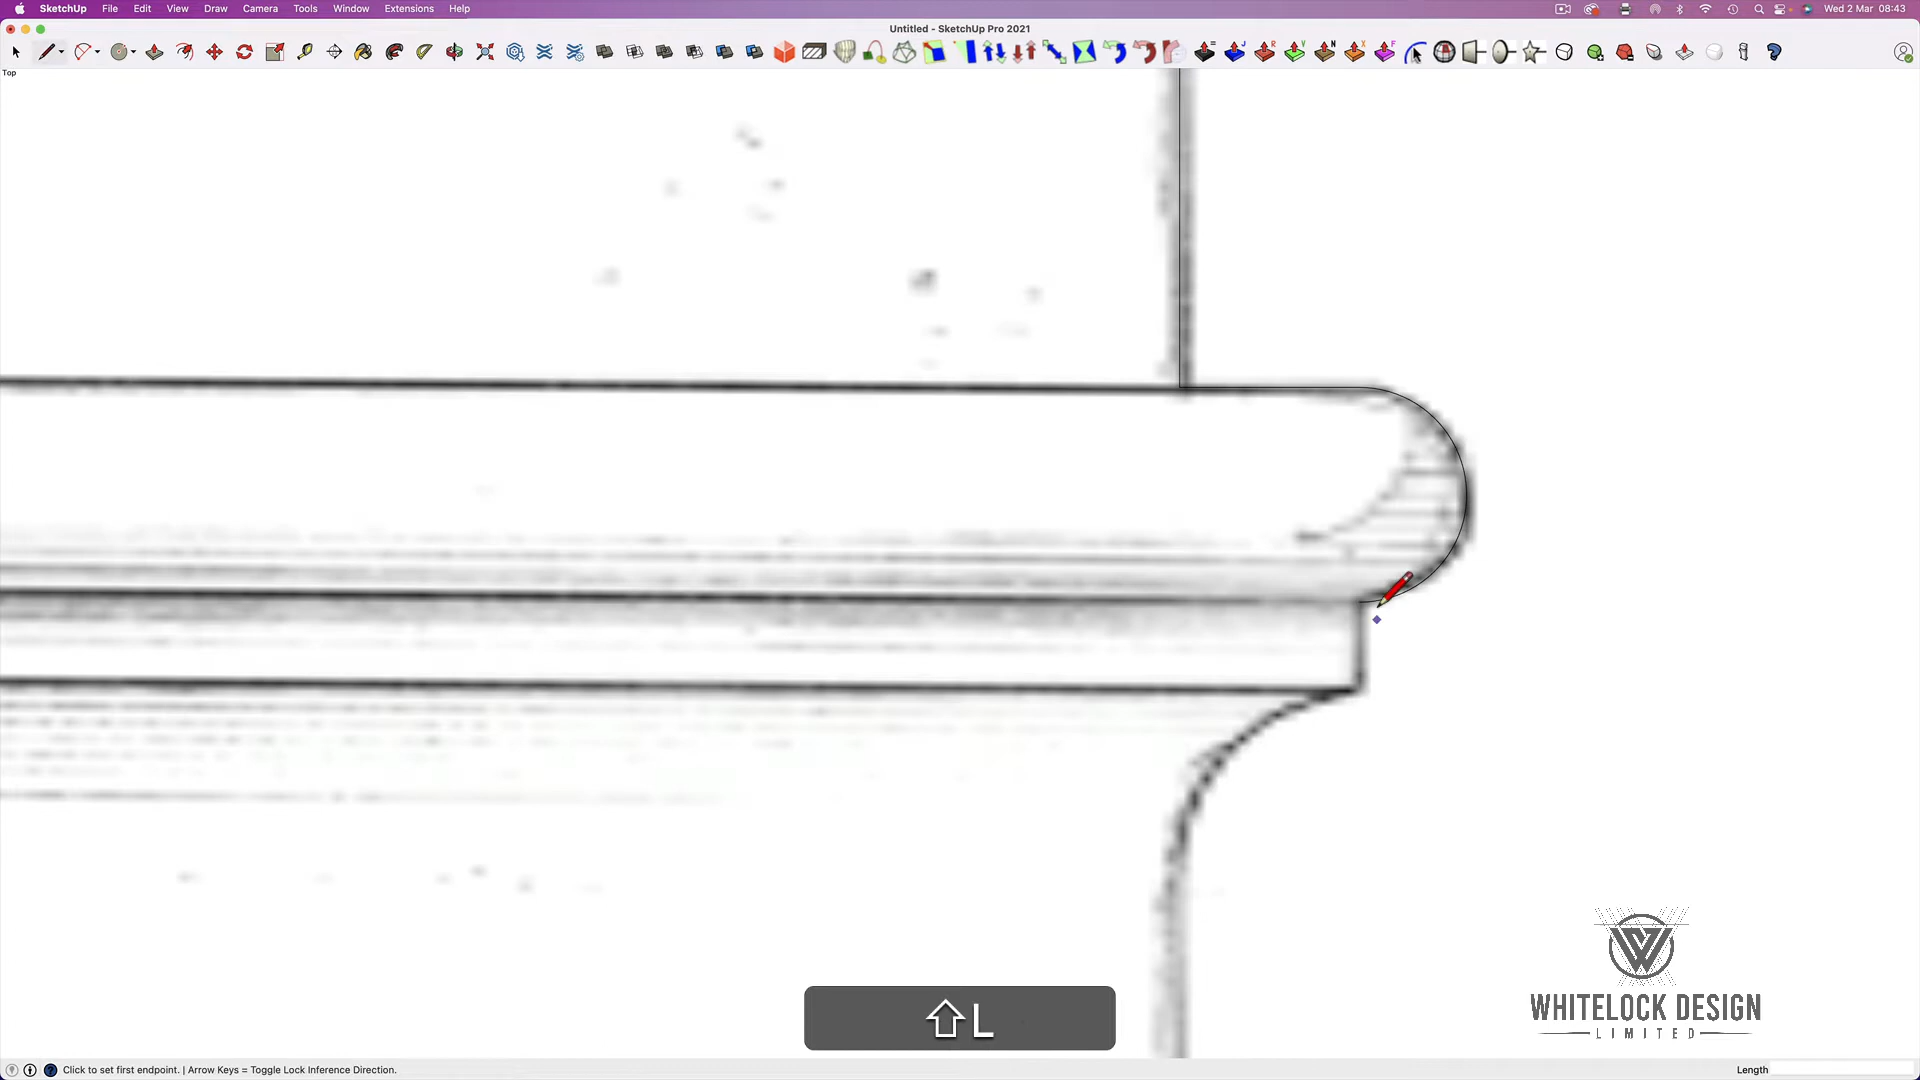 SketchUp File Edit View Draw Camera Tools Window Extensions Help Wed 2 Mar 08:43
Untitled - SketchUp Pro 2021
Top
⇧L
WHITELOCK DESIGN
LIMITED
Click to set first endpoint. | Arrow Keys = Toggle Lock Inference Direction. Length